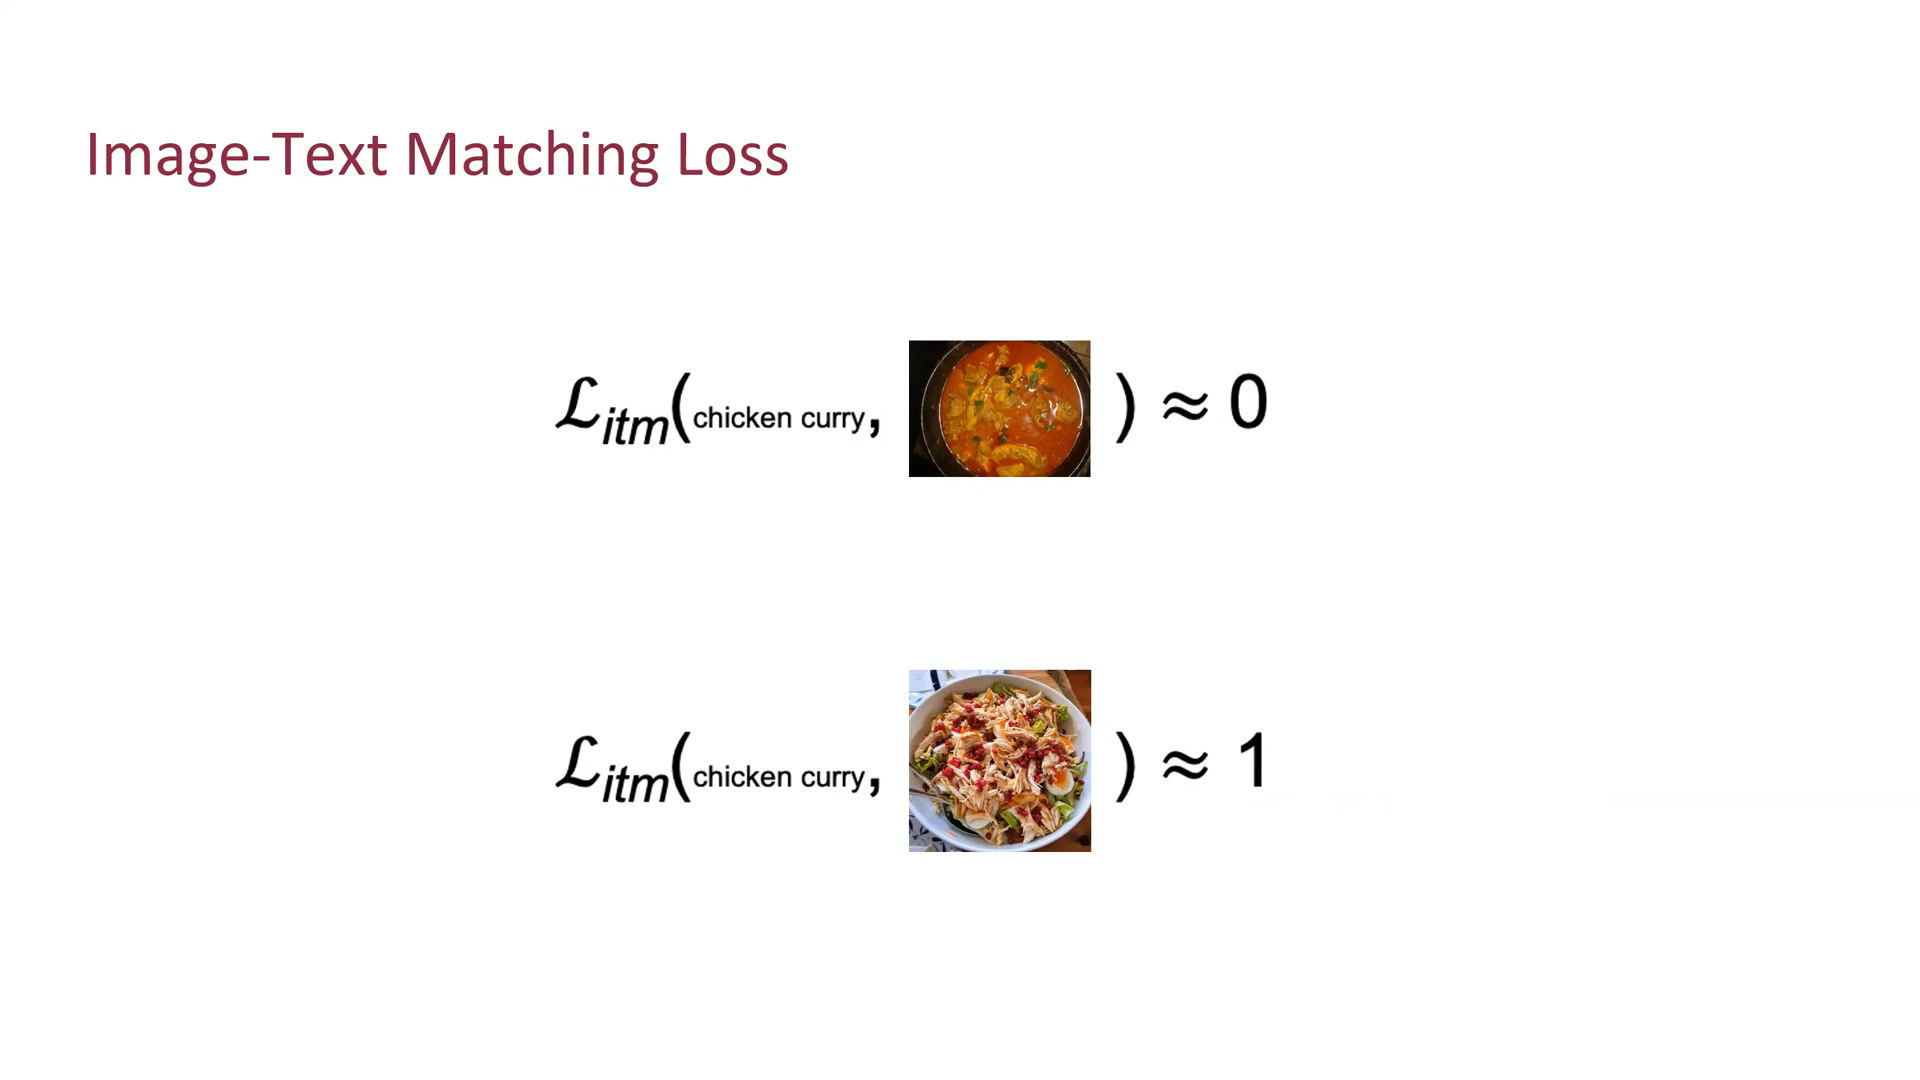 Image-Text Matching Loss
ℒitm(chicken curry, ) ≈ 0
ℒitm(chicken curry, ) ≈ 1